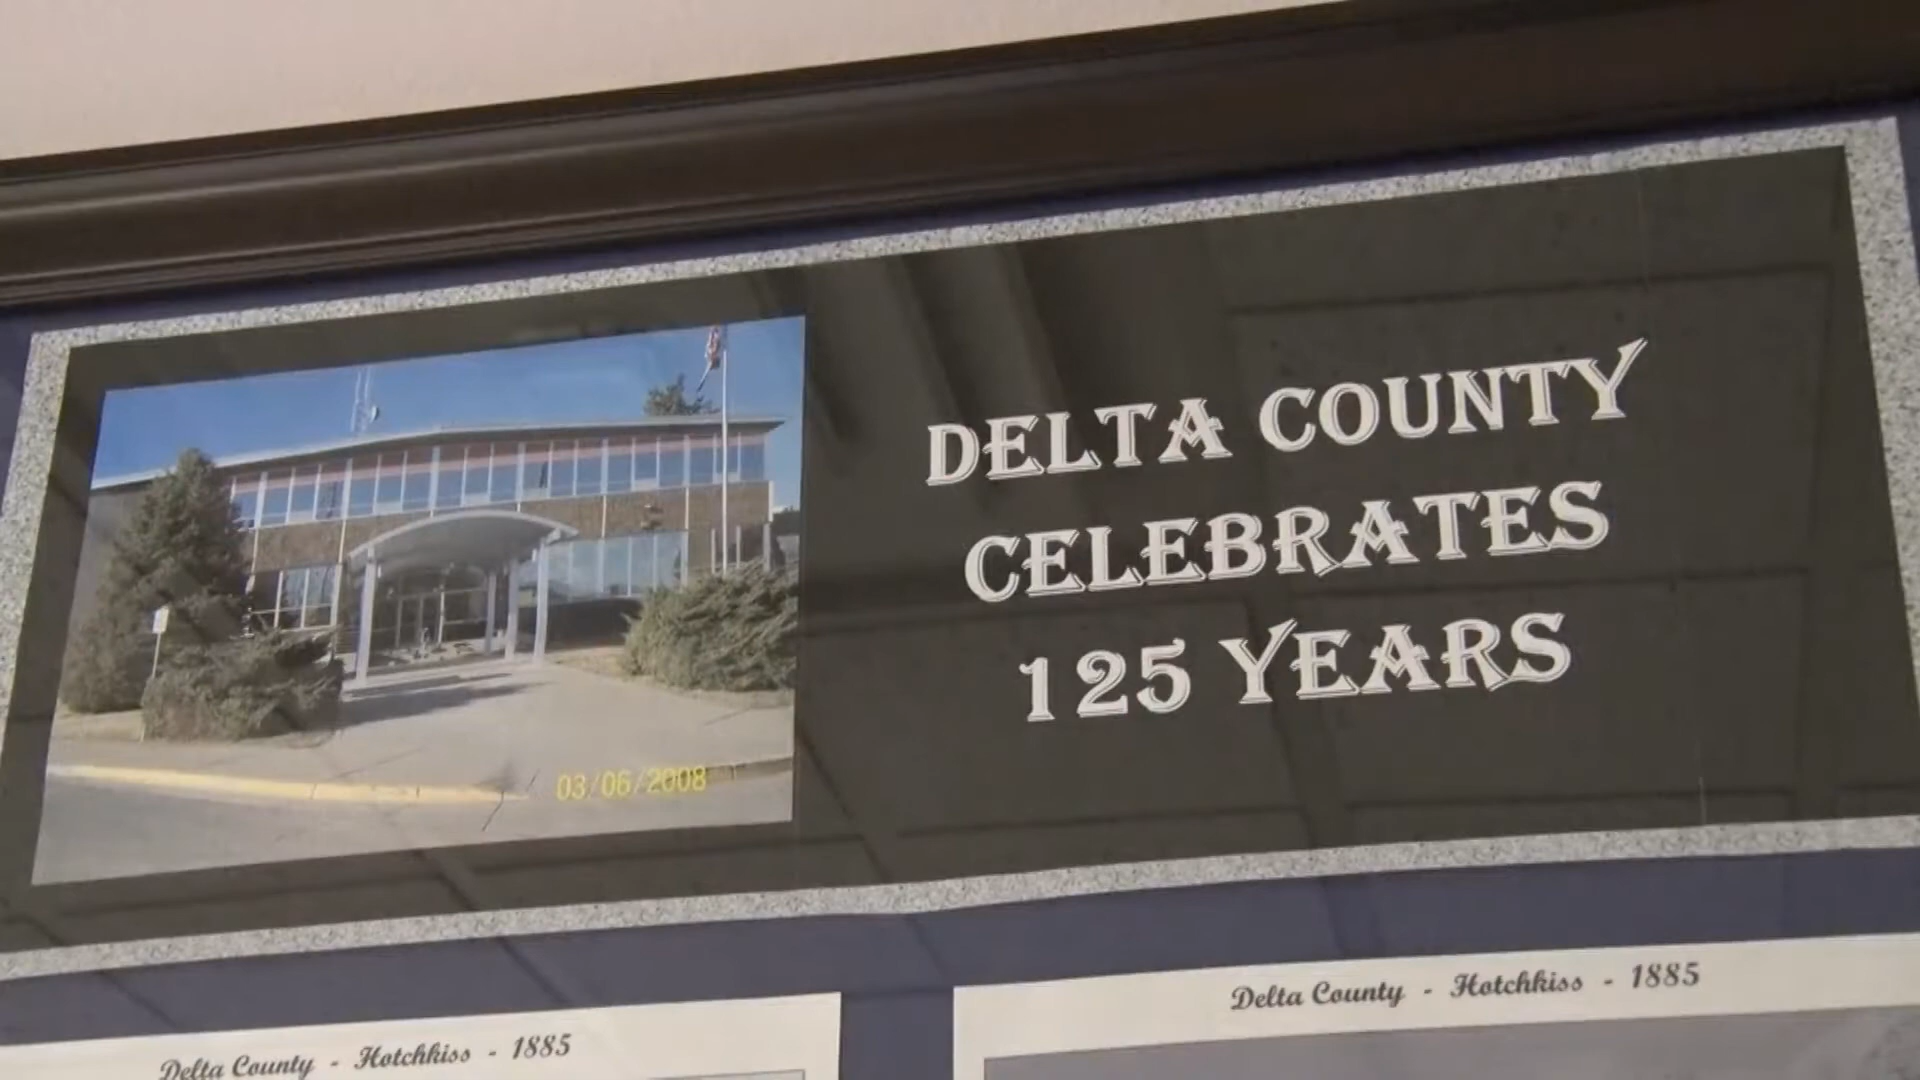 DELTA COUNTY
CELEBRATES
125 YEARS
03/06/2008
Delta County - Hotchkiss - 1885
Delta County - Hotchkiss - 1885